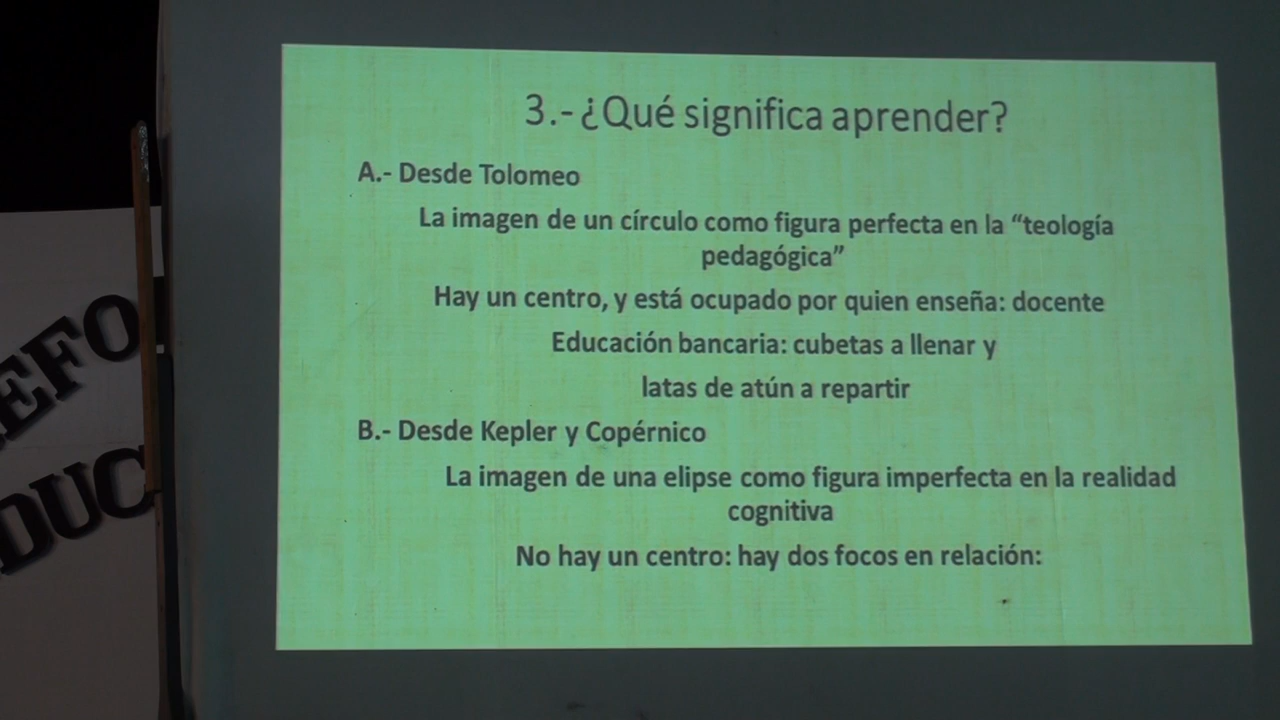 3.- ¿Qué significa aprender?
A.- Desde Tolomeo
La imagen de un círculo como figura perfecta en la “teología
pedagógica”
Hay un centro, y está ocupado por quien enseña: docente
Educación bancaria: cubetas a llenar y
latas de atún a repartir
B.- Desde Kepler y Copérnico
La imagen de una elipse como figura imperfecta en la realidad
cognitiva
No hay un centro: hay dos focos en relación:
EFO
DUC